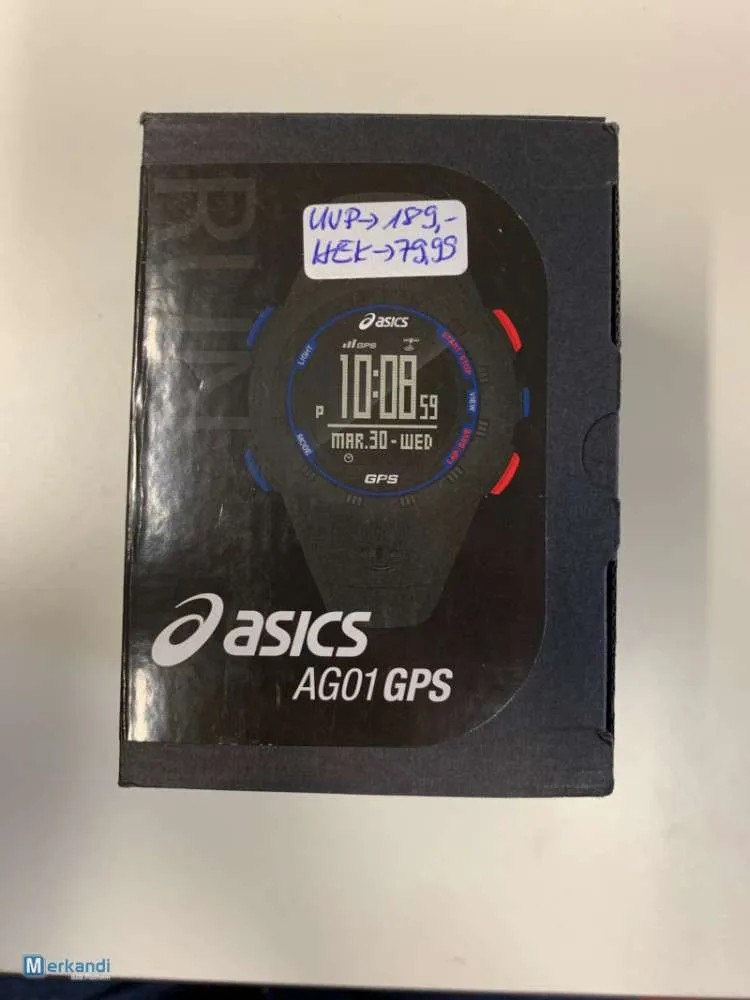 RUN
UVP→189,-
HEK→79,99
asics
GPS
LIGHT
START/STOP
P 10:08 59
VIEW
MODE
MAR.30-WED
LAP-SAVE
GPS
asics
AG01 GPS
Merkandi